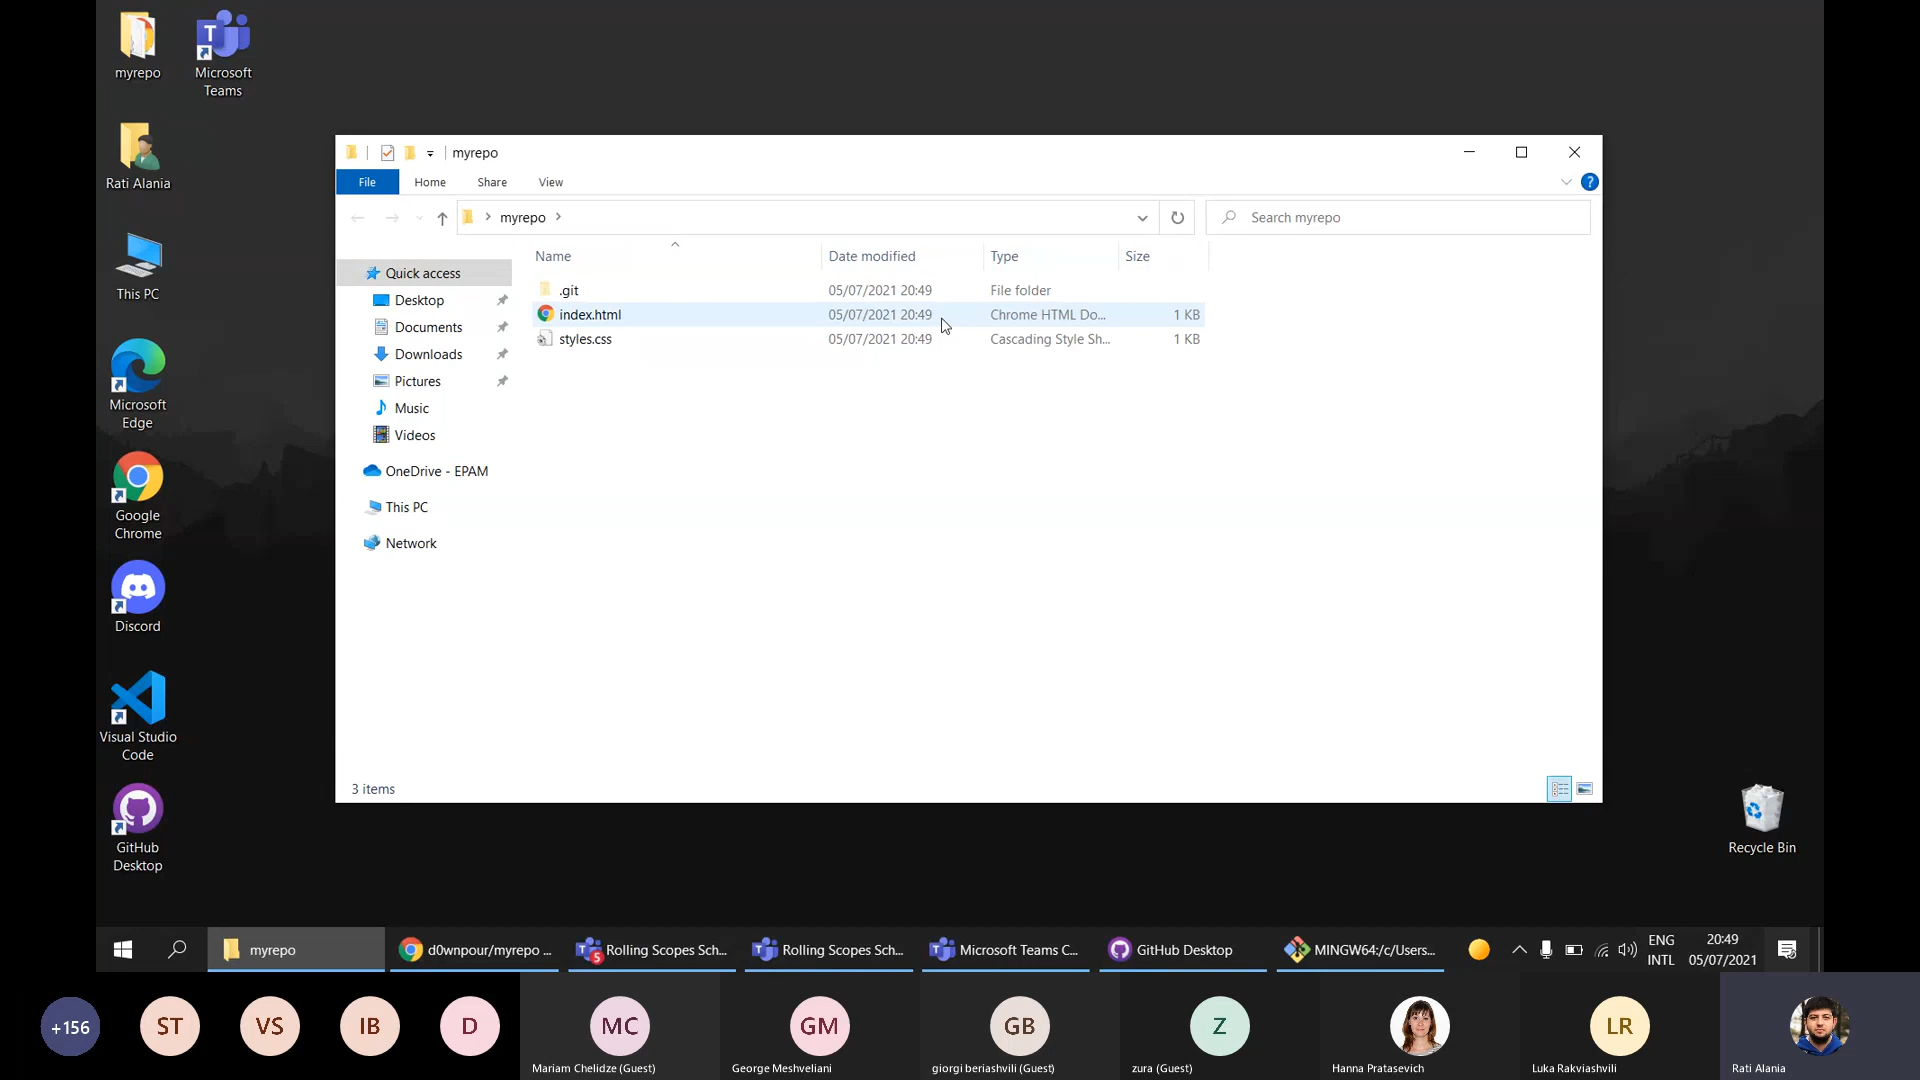 myrepo
Microsoft
Teams
Rati Alania
This PC
Microsoft
Edge
Google
Chrome
Discord
Visual Studio
Code
GitHub
Desktop
Recycle Bin
myrepo
File
Home
Share
View
?
myrepo
Search myrepo
Name
Date modified
Type
Size
Quick access
Desktop
Documents
Downloads
Pictures
Music
Videos
OneDrive - EPAM
This PC
Network
.git 05/07/2021 20:49 File folder
index.html 05/07/2021 20:49 Chrome HTML Do... 1 KB
styles.css 05/07/2021 20:49 Cascading Style Sh... 1 KB
3 items
myrepo
d0wnpour/myrepo ...
5
Rolling Scopes Sch...
Rolling Scopes Sch...
Microsoft Teams C...
GitHub Desktop
MINGW64:/c/Users...
ENG
INTL
20:49
05/07/2021
+156
ST
VS
IB
D
MC
Mariam Chelidze (Guest)
GM
George Meshveliani
GB
giorgi beriashvili (Guest)
Z
zura (Guest)
Hanna Pratasevich
LR
Luka Rakviashvili
Rati Alania